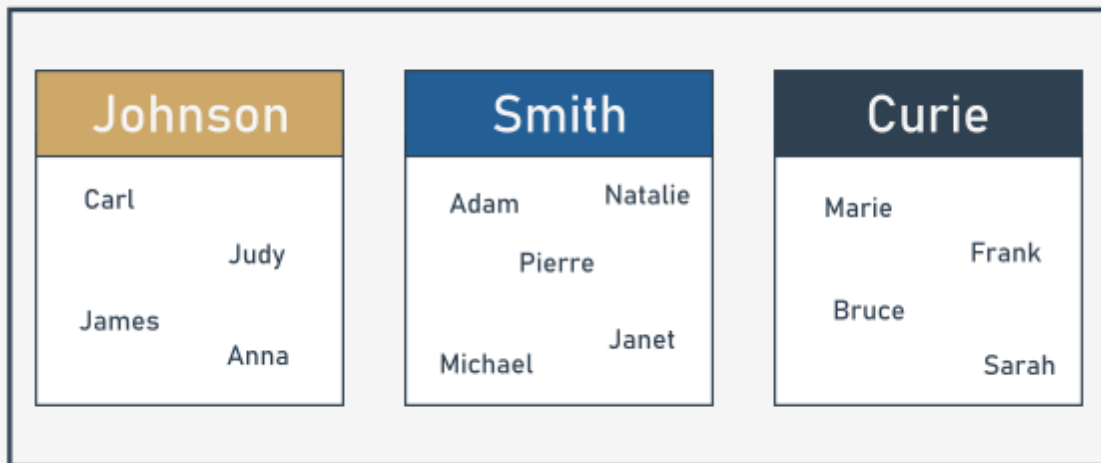 Johnson
Carl
Judy
James
Anna
Smith
Adam
Natalie
Pierre
Janet
Michael
Curie
Marie
Frank
Bruce
Sarah